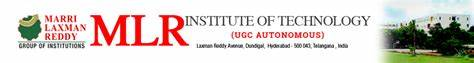 MARRI
LAXMAN
REDDY
GROUP OF INSTITUTIONS
MLR INSTITUTE OF TECHNOLOGY
(UGC AUTONOMOUS)
Laxman Reddy Avenue, Dundigal, Hyderabad - 500 043, Telangana , India